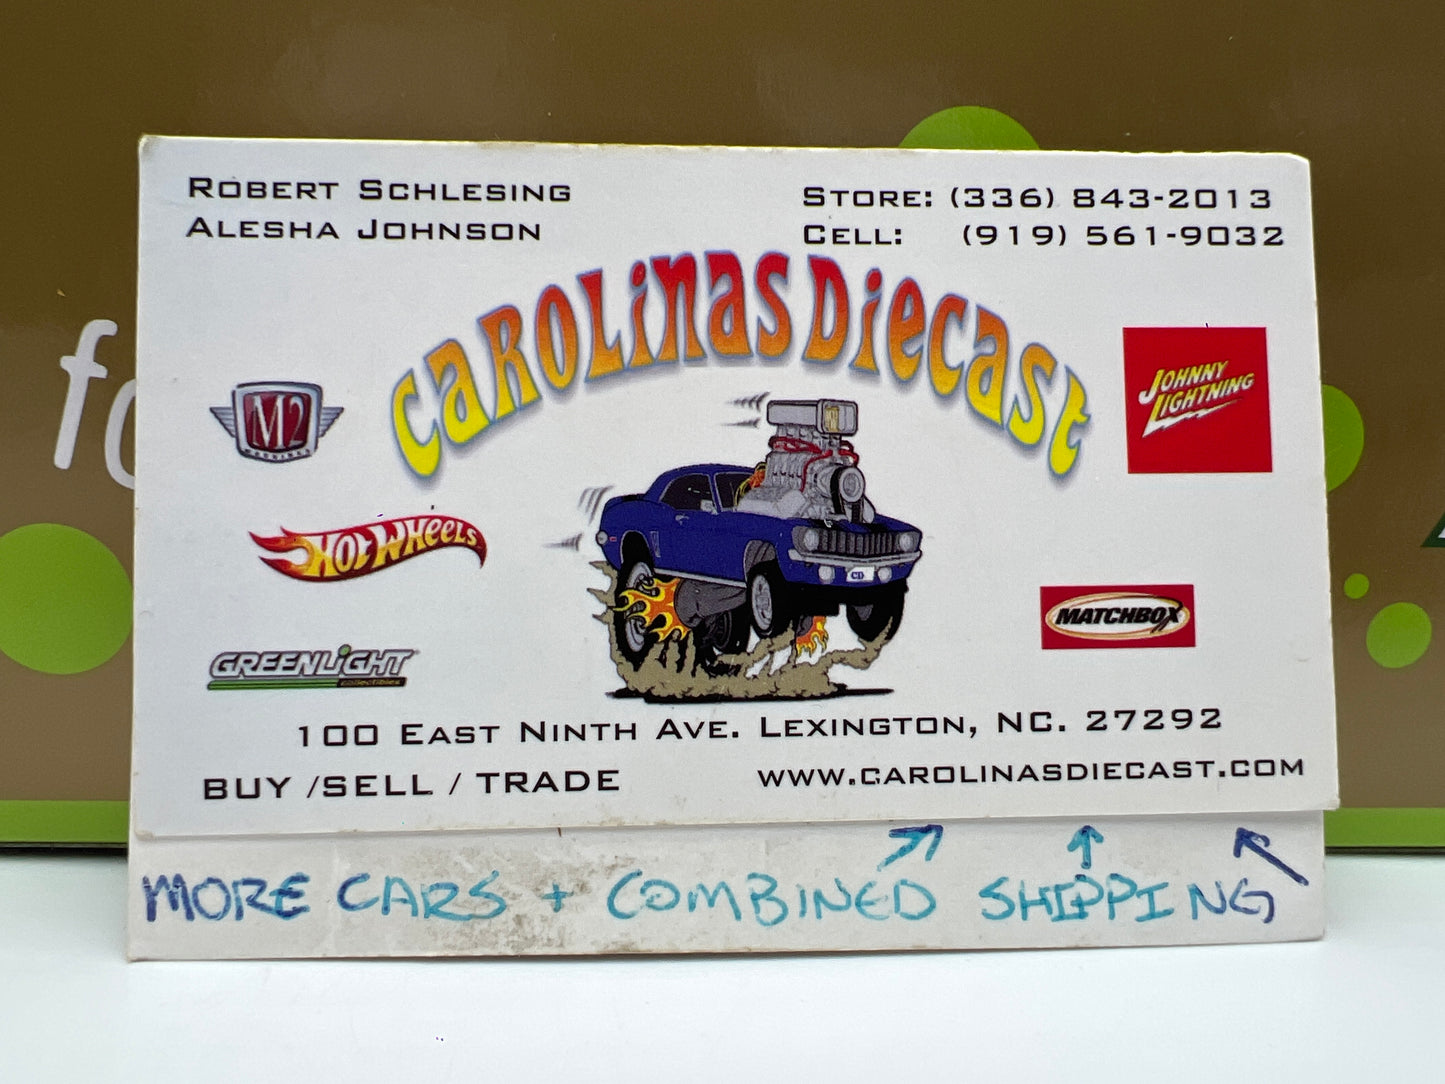 ROBERT SCHLESING
ALESHA JOHNSON
STORE: (336) 843-2013
CELL: (919) 561-9032
CAROLINAS DIECAST
M2
MACHINES
JOHNNY
LIGHTNING
HOT WHEELS
MATCHBOX
GREENLIGHT
collectibles
100 EAST NINTH AVE. LEXINGTON, NC. 27292
BUY /SELL / TRADE
WWW.CAROLINASDIECAST.COM
MORE CARS + COMBINED SHIPPING